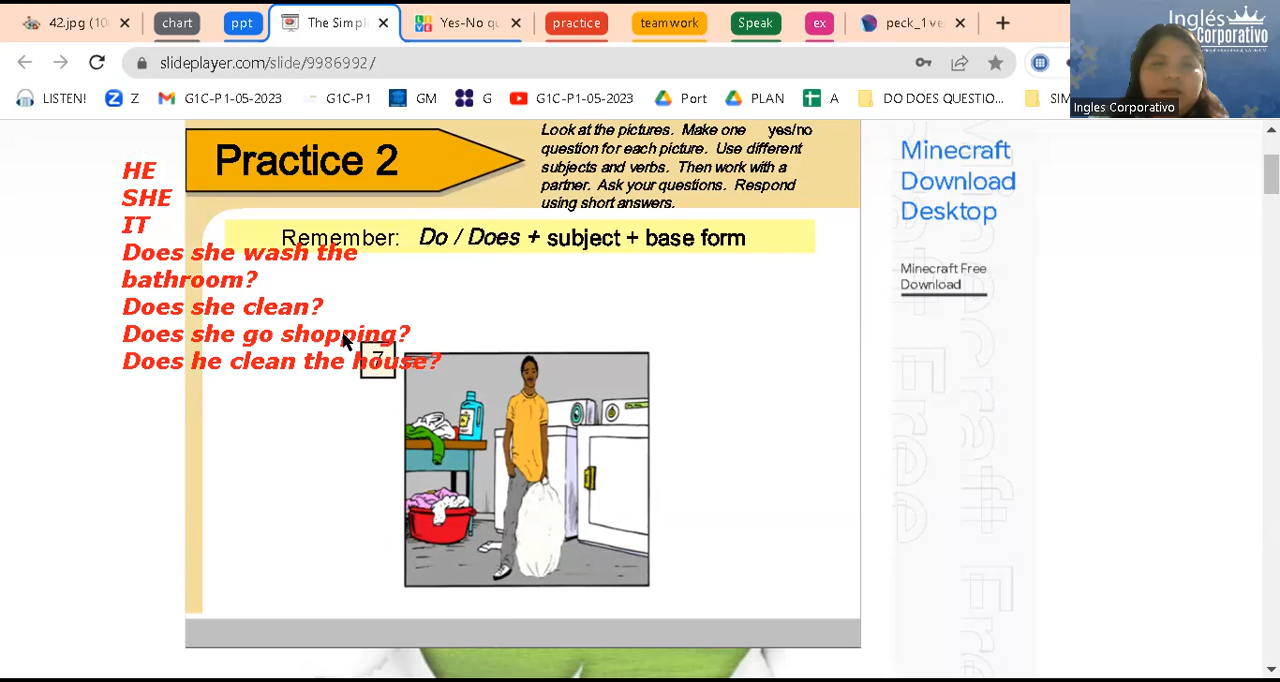 42.jpg (10
chart
ppt
The Simpl
Yes-No qu
practice
teamwork
Speak
ex
peck_1 ve
slideplayer.com/slide/9986992/
LISTEN!
Z
G1C-P1-05-2023
G1C-P1
GM
G
G1C-P1-05-2023
Port
PLAN
A
DO DOES QUESTIO...
SIM
Inglés
Corporativo
Ingles Corporativo
Practice 2
Look at the pictures. Make one yes/no
question for each picture. Use different
subjects and verbs. Then work with a
partner. Ask your questions. Respond
using short answers.
Remember: Do / Does + subject + base form
HE
SHE
IT
Does she wash the
bathroom?
Does she clean?
Does she go shopping?
Does he clean the house?
7
Minecraft
Download
Desktop
Minecraft Free
Download